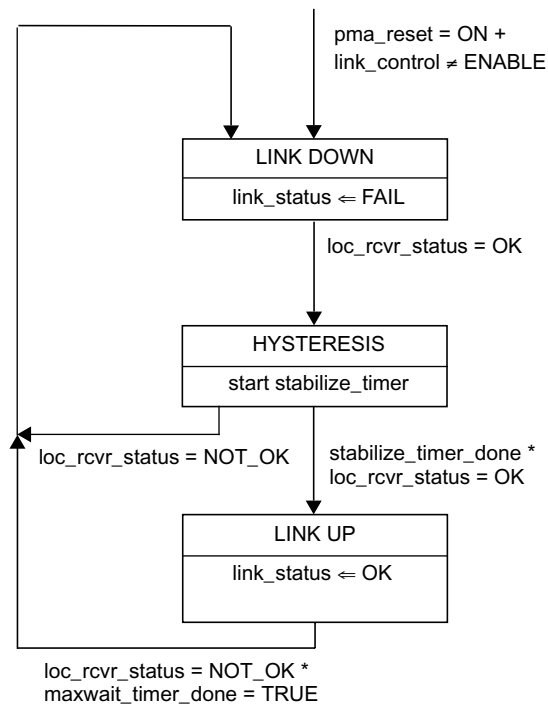 pma_reset = ON +
link_control ≠ ENABLE
LINK DOWN
link_status ⇐ FAIL
loc_rcvr_status = OK
HYSTERESIS
start stabilize_timer
loc_rcvr_status = NOT_OK
stabilize_timer_done *
loc_rcvr_status = OK
LINK UP
link_status ⇐ OK
loc_rcvr_status = NOT_OK *
maxwait_timer_done = TRUE